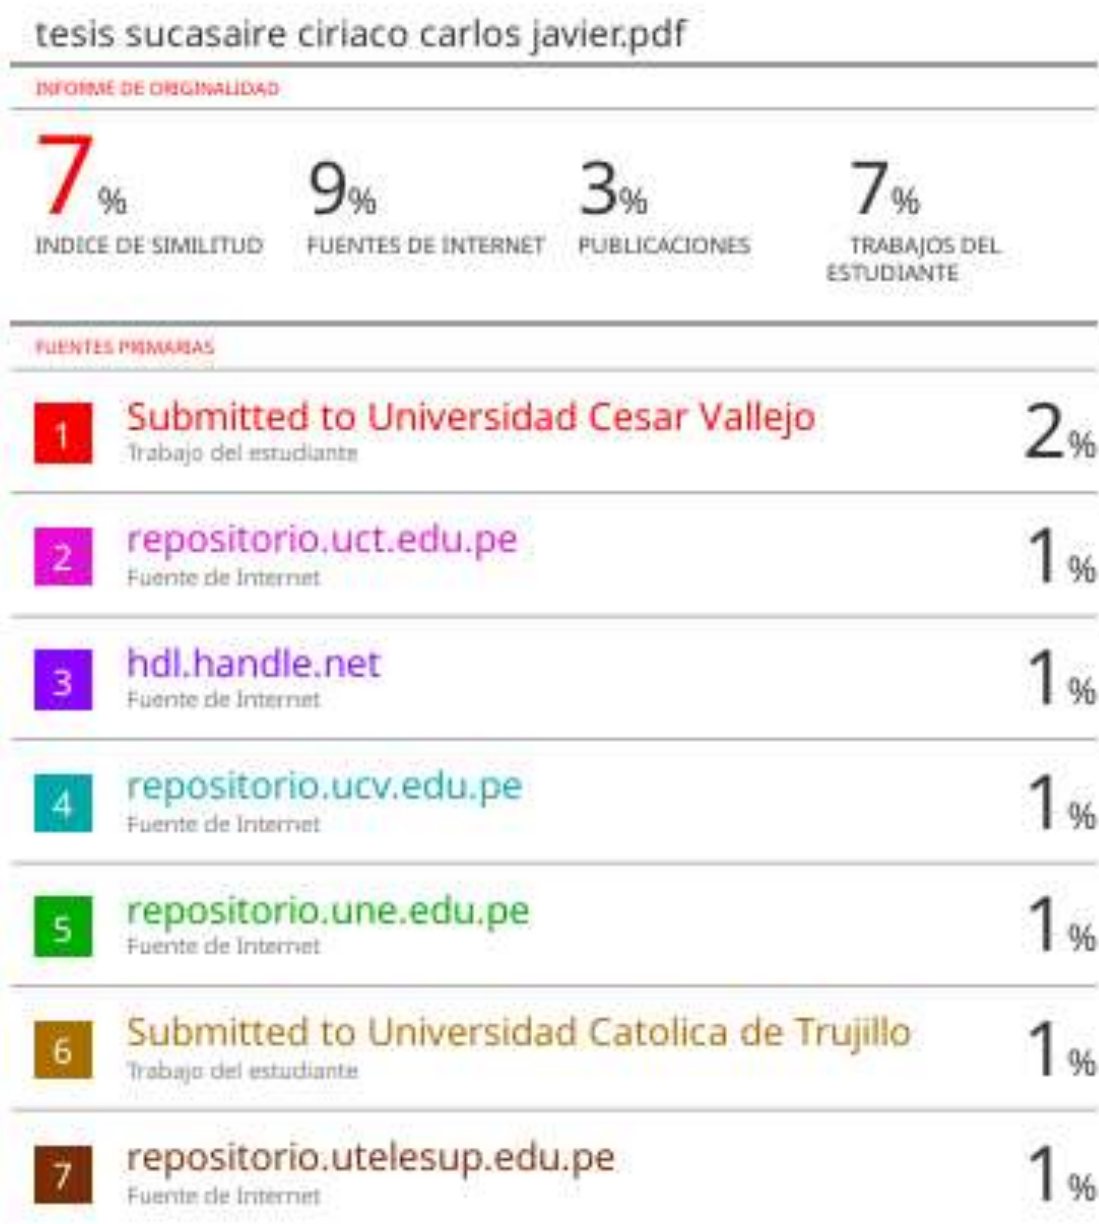 tesis sucasaire ciriaco carlos javier.pdf
INFORME DE ORIGINALIDAD
7% 9% 3% 7%
INDICE DE SIMILITUD FUENTES DE INTERNET PUBLICACIONES TRABAJOS DEL
ESTUDIANTE
FUENTES PRIMARIAS
1 Submitted to Universidad Cesar Vallejo 2%
Trabajo del estudiante
2 repositorio.uct.edu.pe 1%
Fuente de Internet
3 hdl.handle.net 1%
Fuente de Internet
4 repositorio.ucv.edu.pe 1%
Fuente de Internet
5 repositorio.une.edu.pe 1%
Fuente de Internet
6 Submitted to Universidad Catolica de Trujillo 1%
Trabajo del estudiante
7 repositorio.utelesup.edu.pe 1%
Fuente de Internet